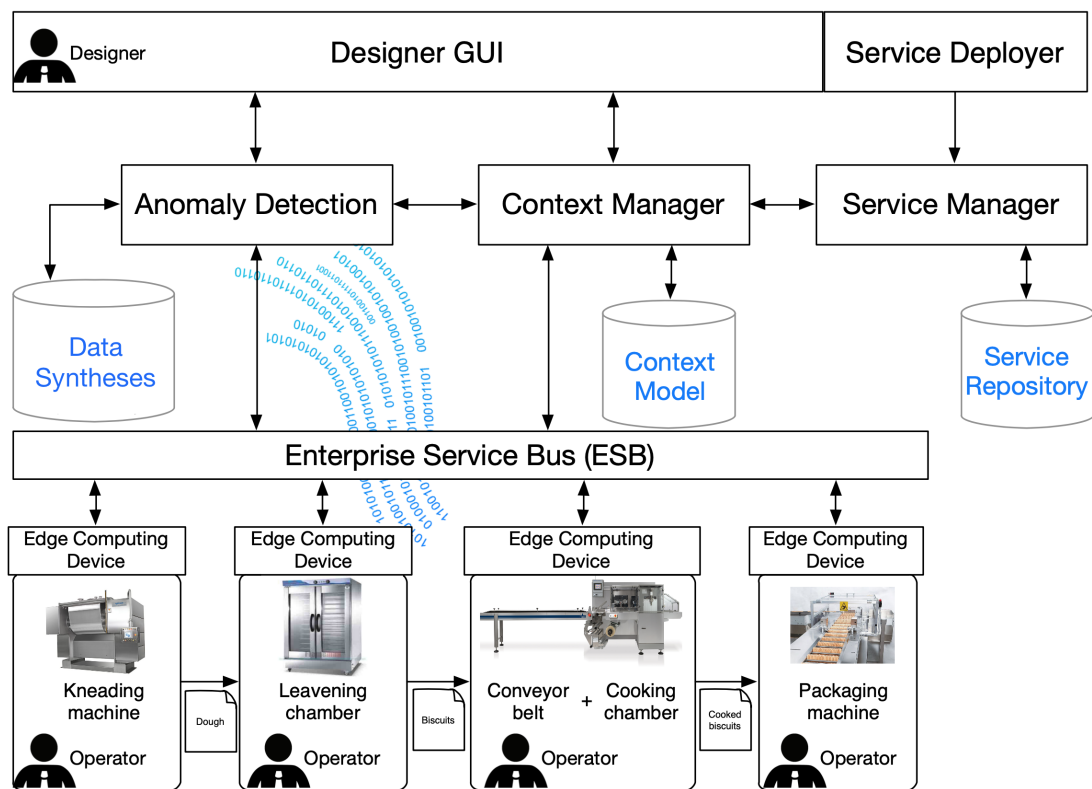 Designer
Designer GUI
Service Deployer
Anomaly Detection
Context Manager
Service Manager
Data
Syntheses
Context
Model
Service
Repository
Enterprise Service Bus (ESB)
Edge Computing
Device
Edge Computing
Device
Edge Computing
Device
Edge Computing
Device
Kneading
machine
Dough
Leavening
chamber
Biscuits
Conveyor
belt
+
Cooking
chamber
Cooked
biscuits
Packaging
machine
Operator
Operator
Operator
Operator